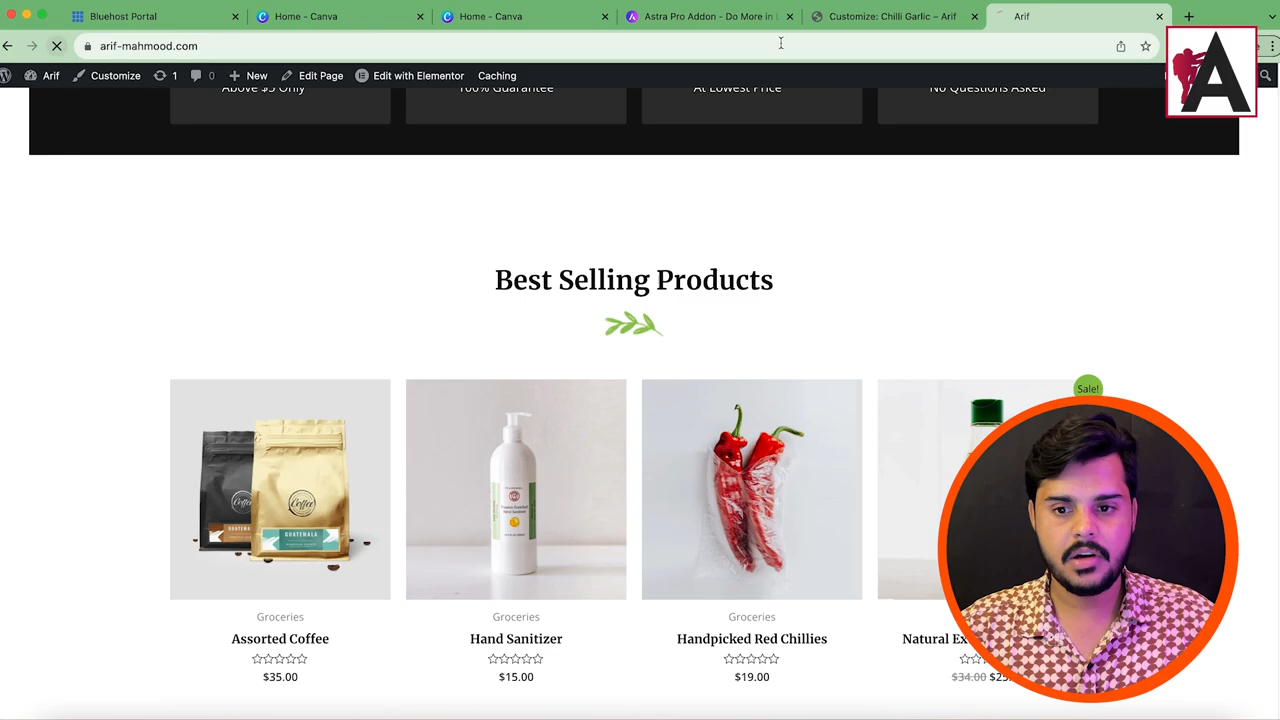 Bluehost Portal
Home - Canva
Home - Canva
Astra Pro Addon - Do More in L
Customize: Chilli Garlic – Arif
Arif
arif-mahmood.com
Arif
Customize
1
0
New
Edit Page
Edit with Elementor
Caching
A
Above $5 Only
100% Guarantee
At Lowest Price
No Questions Asked
Best Selling Products
Sale!
Coffee
GUATEMALA
Groceries
Groceries
Groceries
Assorted Coffee
Hand Sanitizer
Handpicked Red Chillies
Natural Ex
$35.00
$15.00
$19.00
$34.00 $25